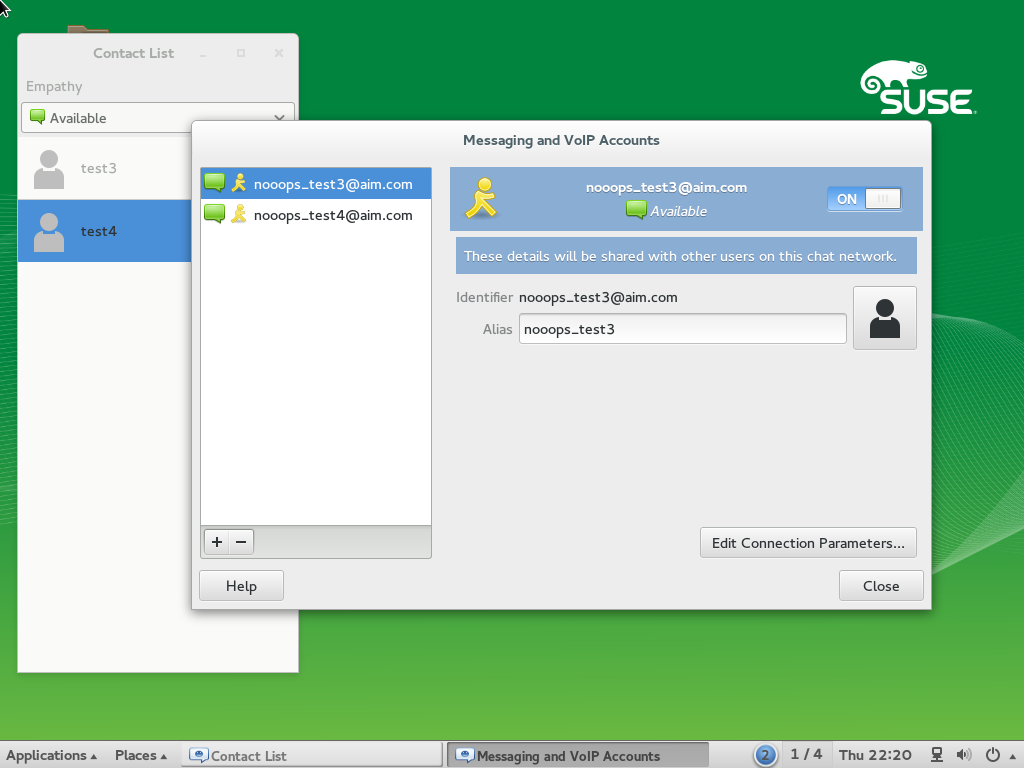 Contact List
Empathy
Available
test3
test4
SUSE
Messaging and VoIP Accounts
nooops_test3@aim.com
nooops_test4@aim.com
nooops_test3@aim.com
Available
ON
These details will be shared with other users on this chat network.
Identifier nooops_test3@aim.com
Alias nooops_test3
Edit Connection Parameters...
Help
Close
Applications Places Contact List Messaging and VoIP Accounts 2 1 / 4 Thu 22:20